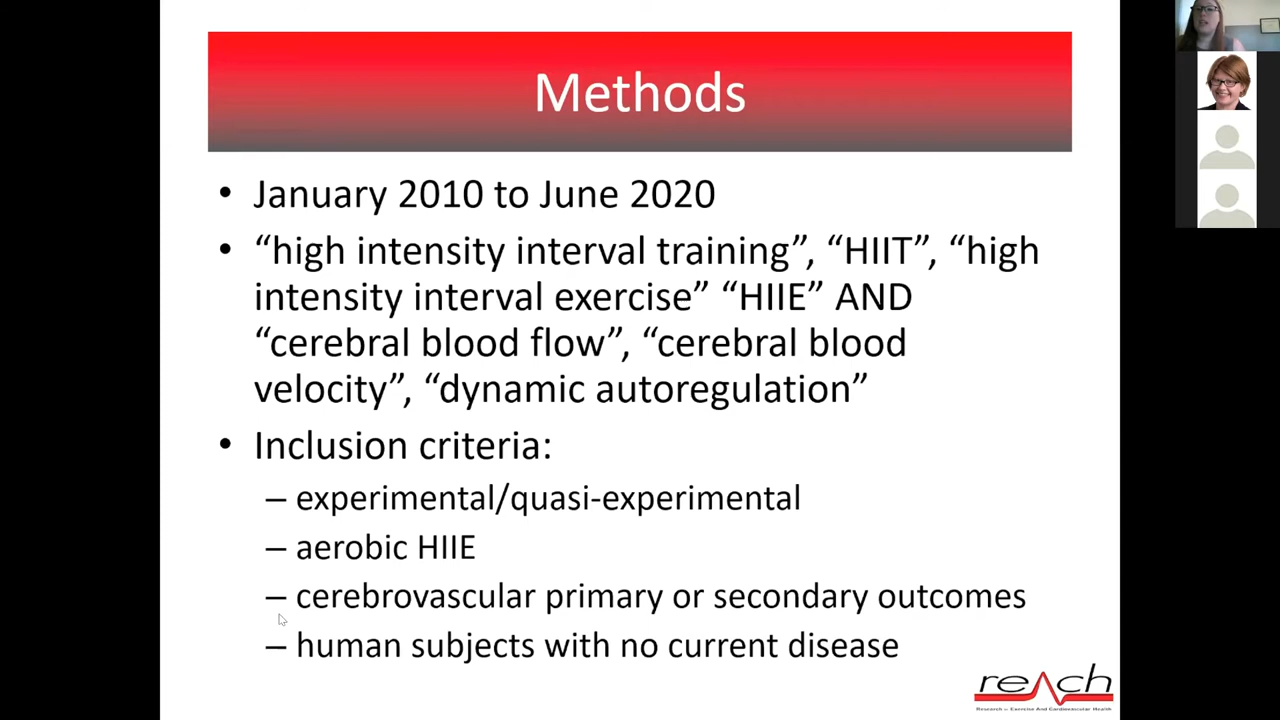 Methods
• January 2010 to June 2020
• “high intensity interval training”, “HIIT”, “high
intensity interval exercise” “HIIE” AND
“cerebral blood flow”, “cerebral blood
velocity”, “dynamic autoregulation”
• Inclusion criteria:
– experimental/quasi-experimental
– aerobic HIIE
– cerebrovascular primary or secondary outcomes
– human subjects with no current disease
reach
Research in Exercise And Cardiovascular Health